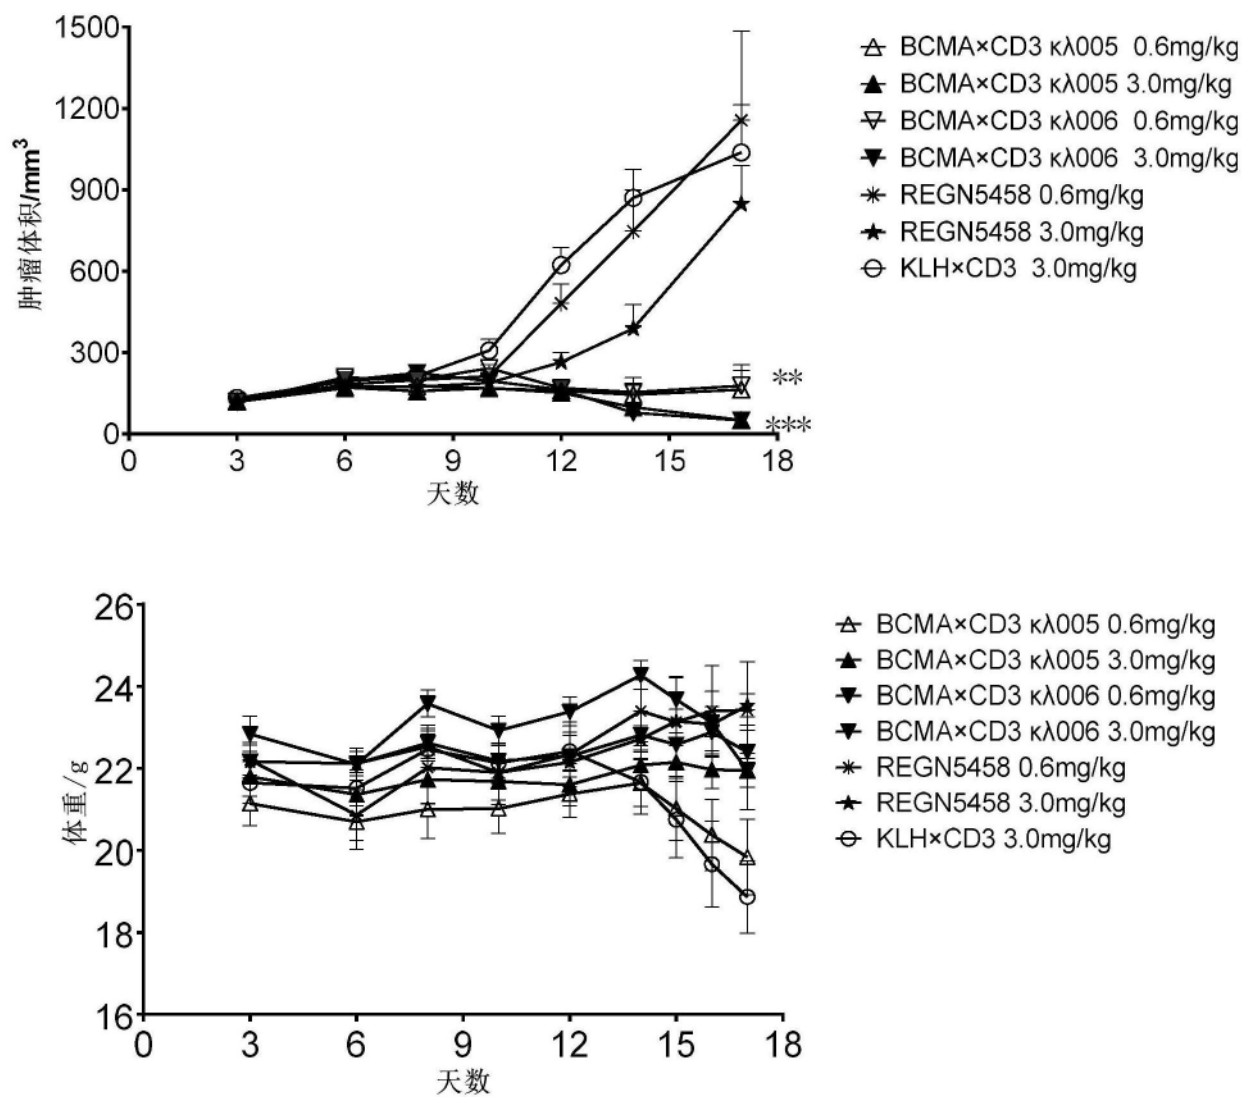 肿瘤体积/mm³
1500
1200
900
600
300
0
0 3 6 9 12 15 18
天数
**
***
BCMA×CD3 κλ005 0.6mg/kg
BCMA×CD3 κλ005 3.0mg/kg
BCMA×CD3 κλ006 0.6mg/kg
BCMA×CD3 κλ006 3.0mg/kg
REGN5458 0.6mg/kg
REGN5458 3.0mg/kg
KLH×CD3 3.0mg/kg
体重/g
26
24
22
20
18
16
0 3 6 9 12 15 18
天数
BCMA×CD3 κλ005 0.6mg/kg
BCMA×CD3 κλ005 3.0mg/kg
BCMA×CD3 κλ006 0.6mg/kg
BCMA×CD3 κλ006 3.0mg/kg
REGN5458 0.6mg/kg
REGN5458 3.0mg/kg
KLH×CD3 3.0mg/kg